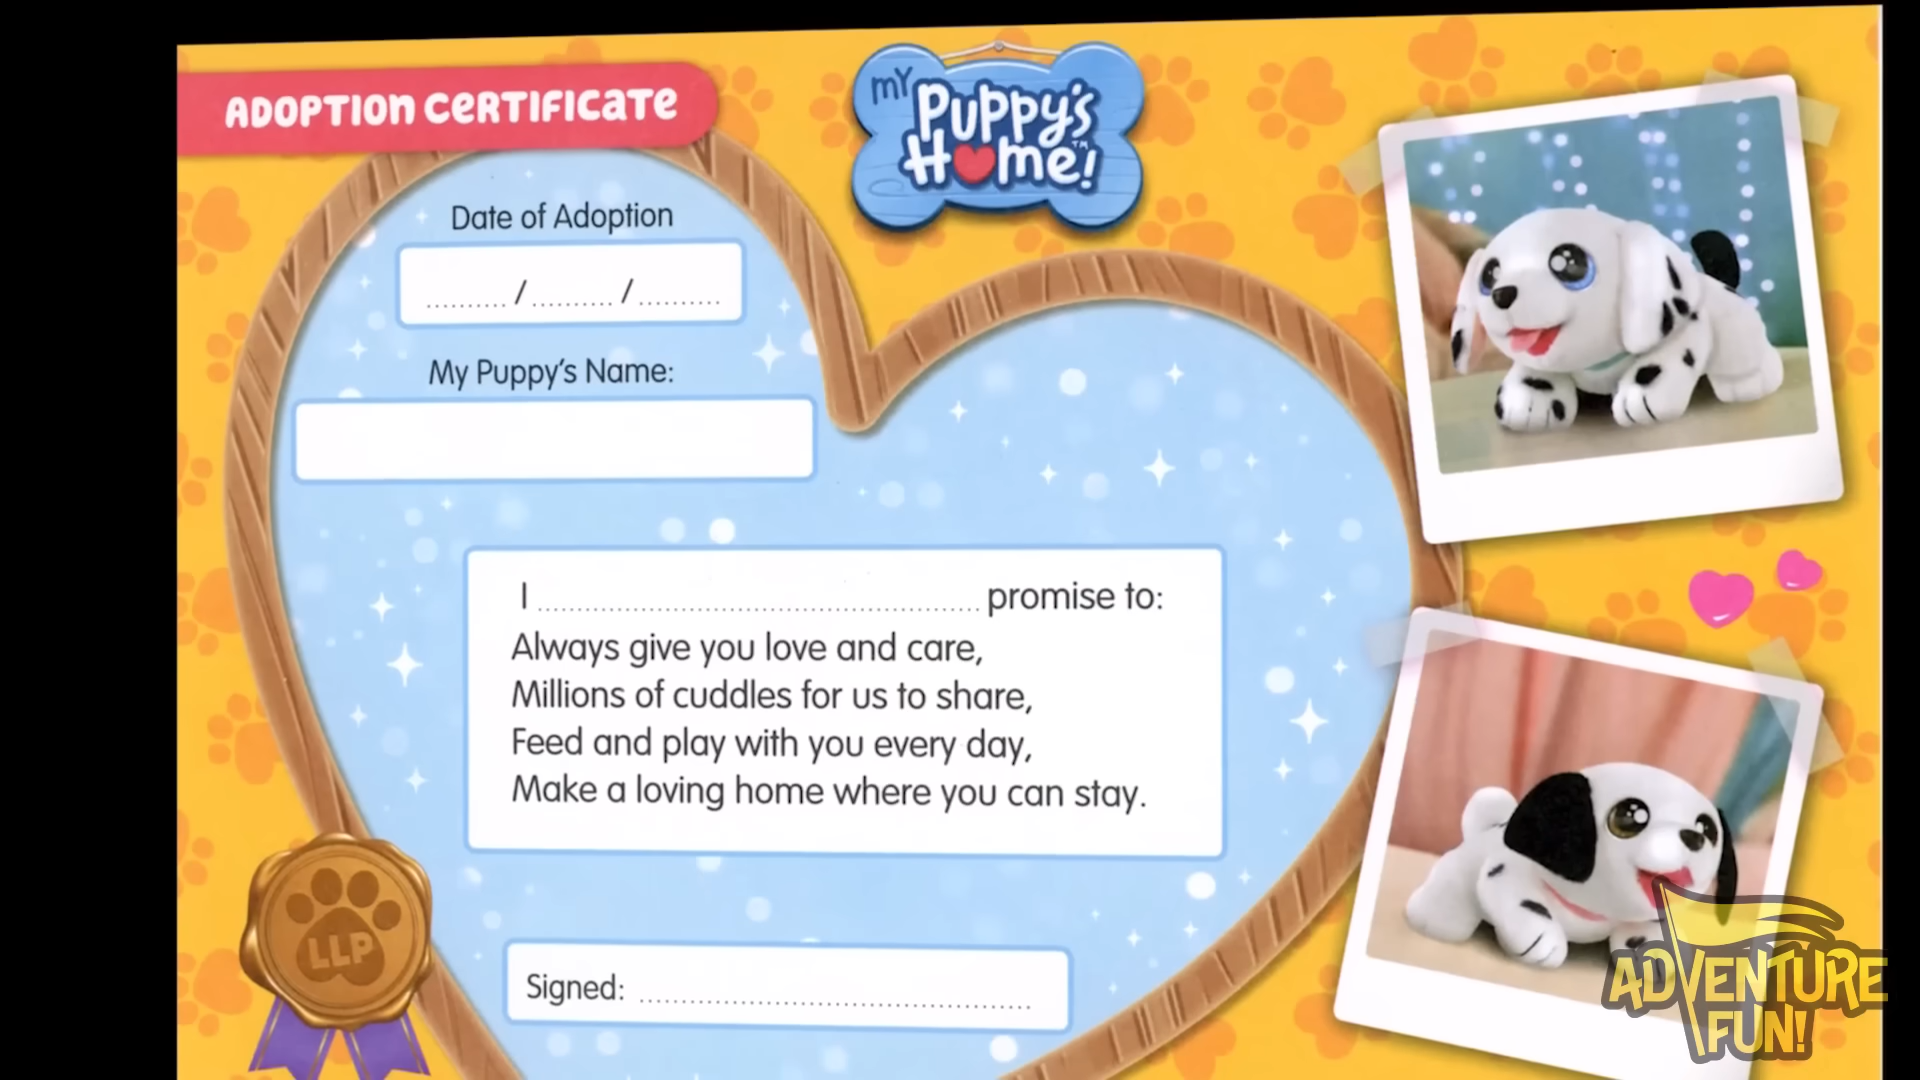 ADOPTION CERTIFICATE
MY
PUPPY'S
HOME!™
Date of Adoption
.......... / .......... / ..........
My Puppy's Name:
I ........................................................ promise to:
Always give you love and care,
Millions of cuddles for us to share,
Feed and play with you every day,
Make a loving home where you can stay.
LLP
Signed: ..................................................
ADVENTURE
FUN!